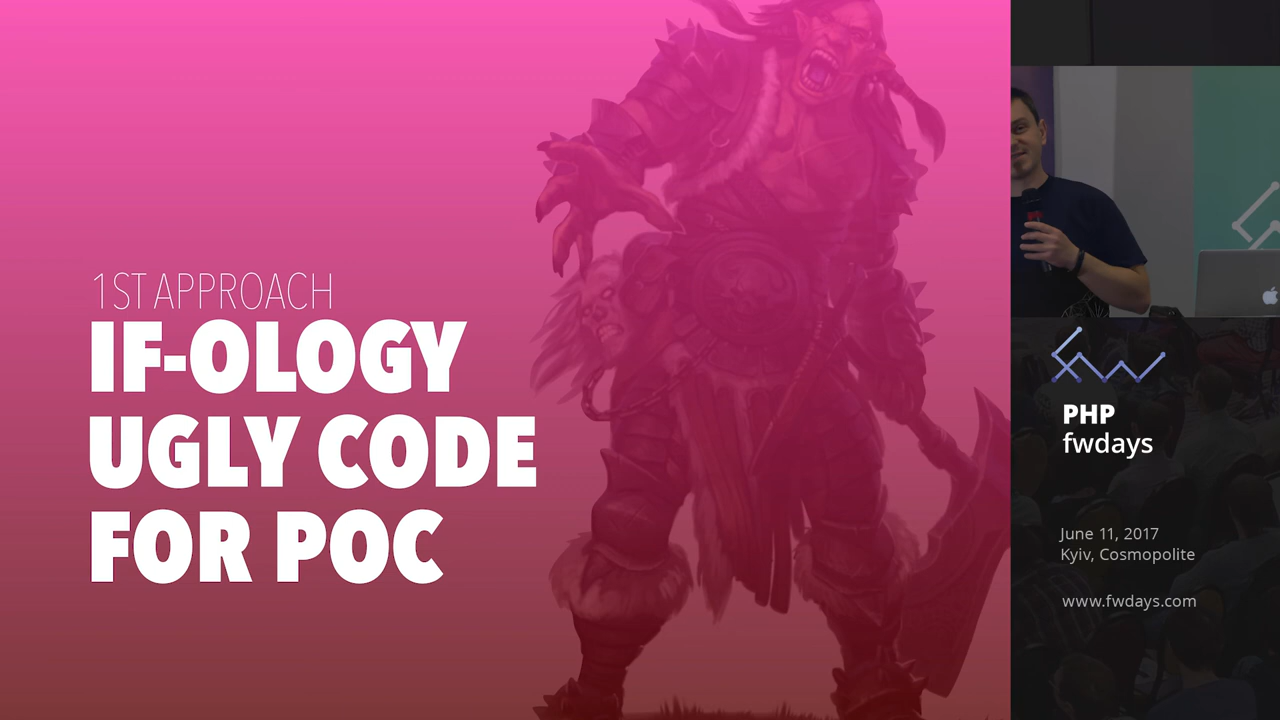 1ST APPROACH
IF-OLOGY
UGLY CODE
FOR POC
PHP
fwdays
June 11, 2017
Kyiv, Cosmopolite
www.fwdays.com